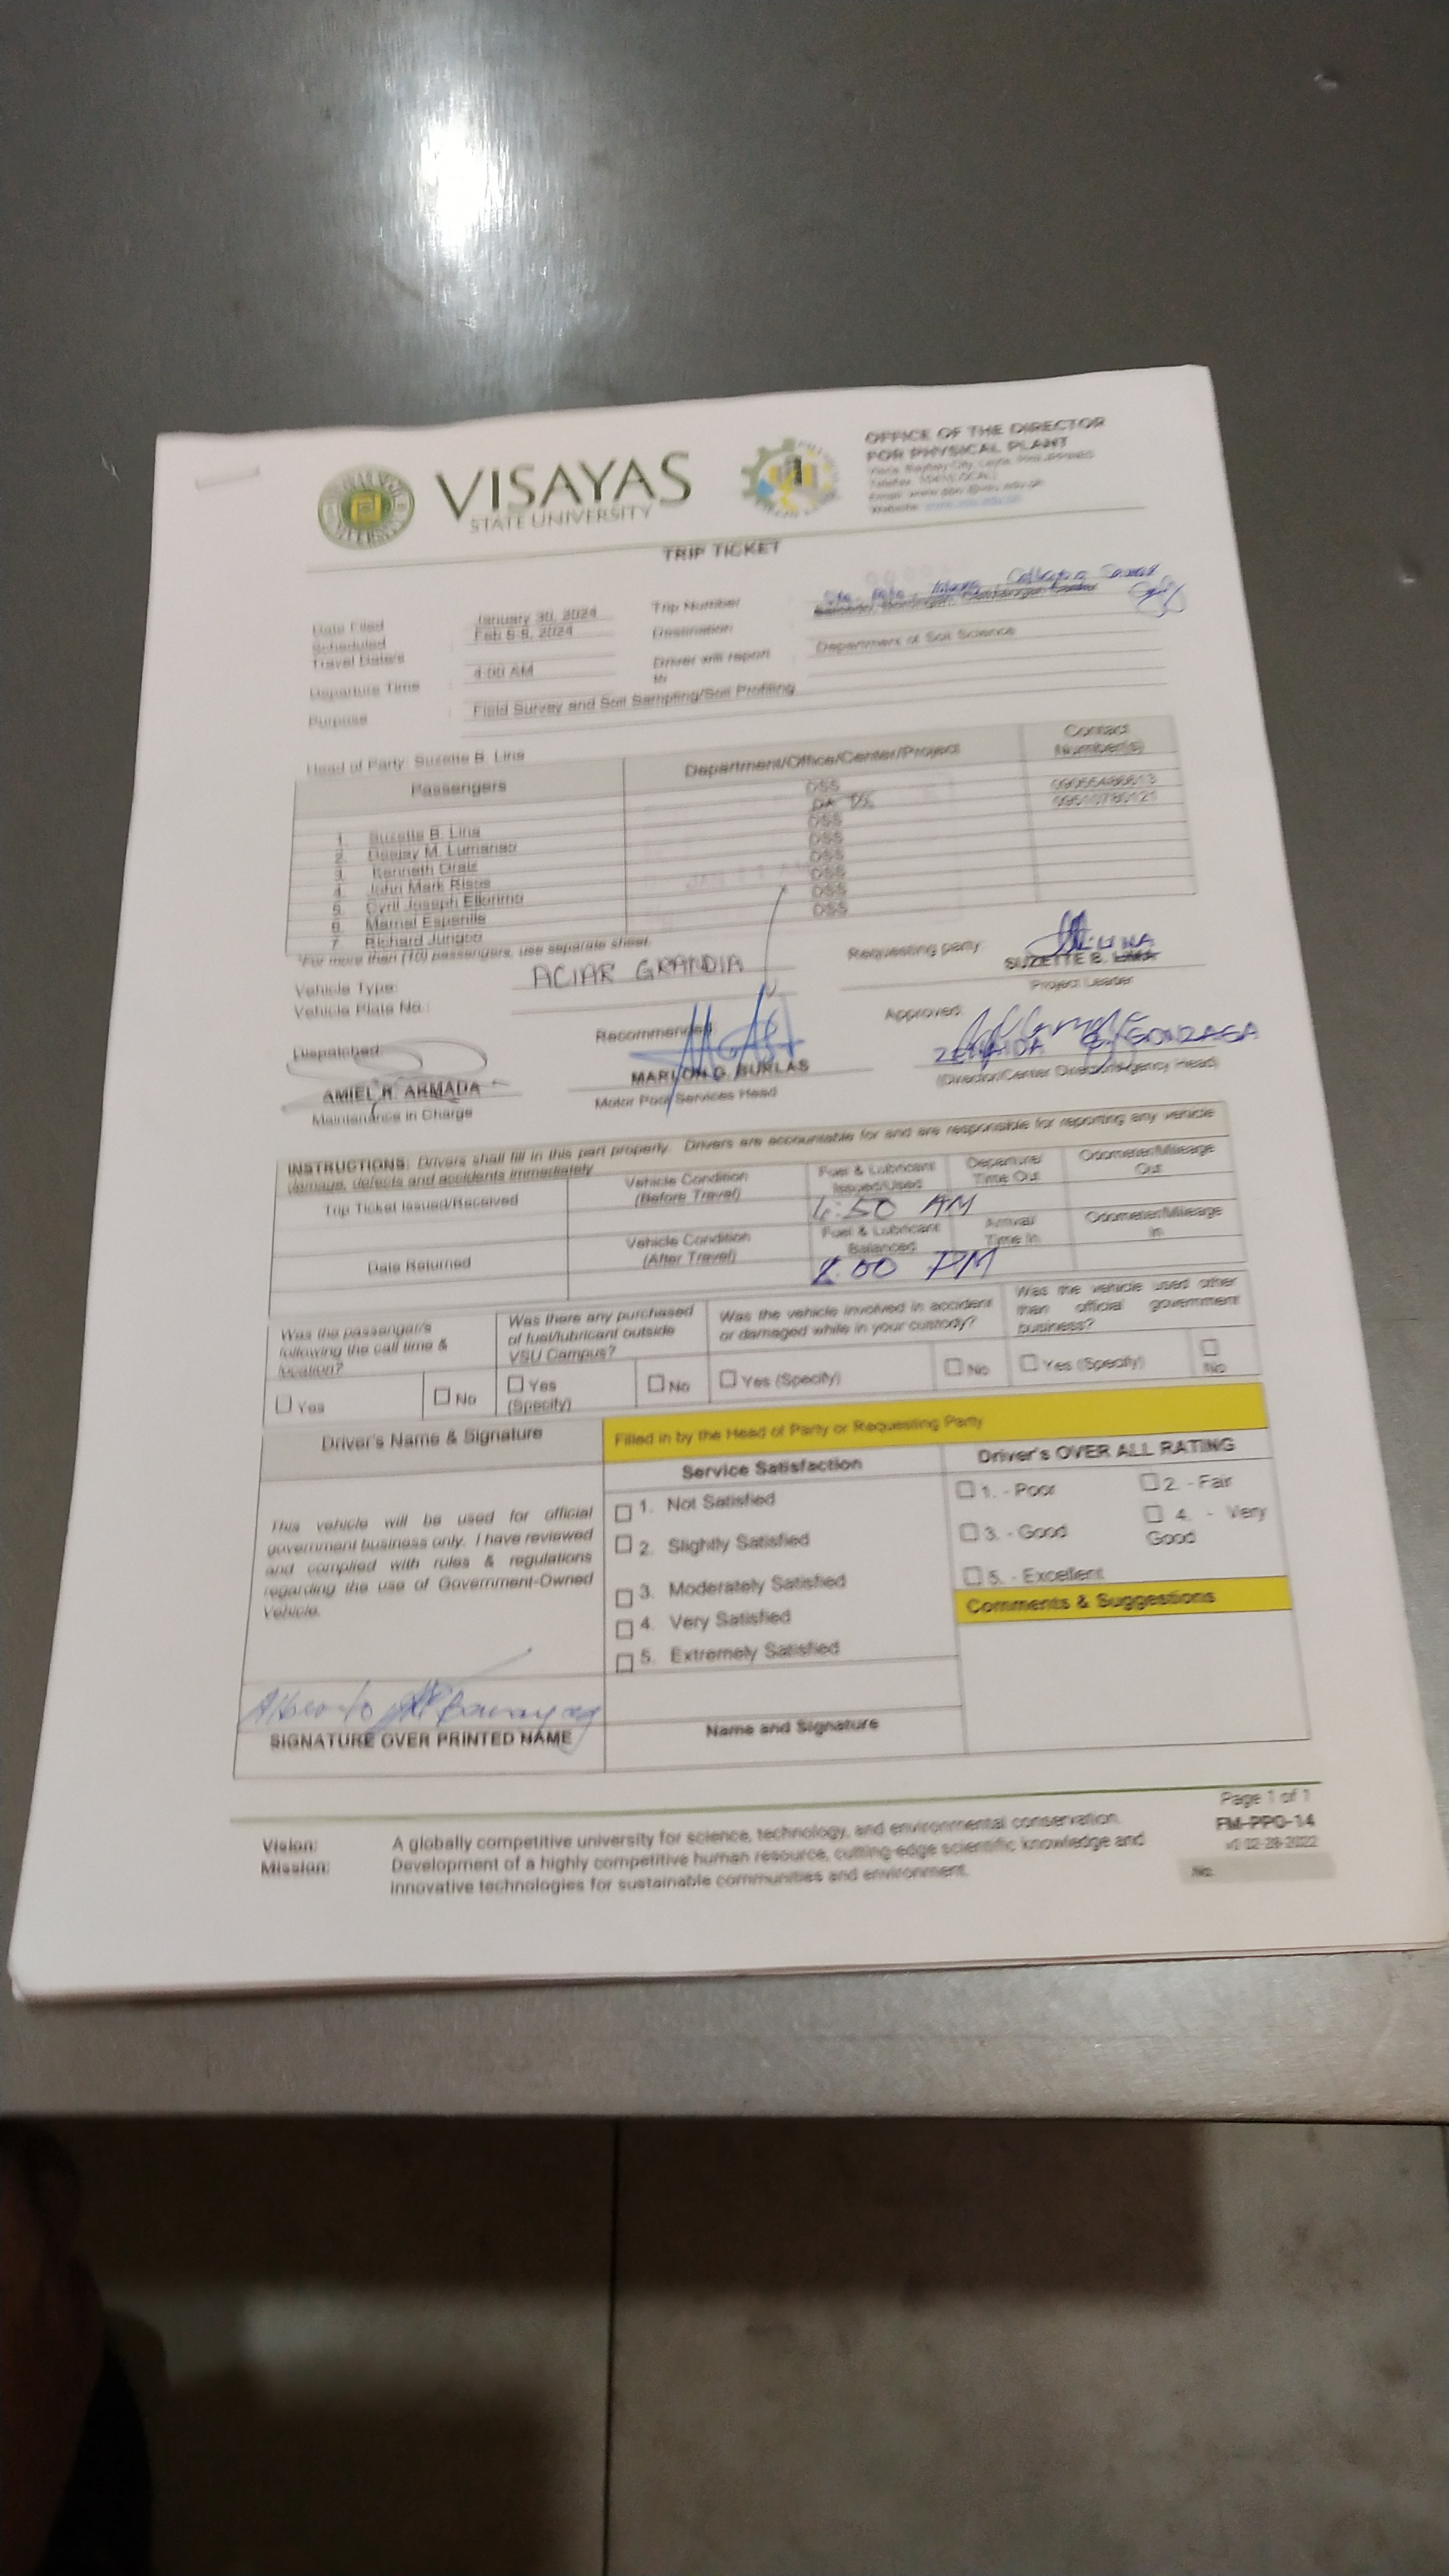 VISAYAS
STATE UNIVERSITY
OFFICE OF THE DIRECTOR
FOR PHYSICAL PLANT
TRIP TICKET
Date Filed : January 30, 2024 Trip Number
Scheduled Travel Date/s : Feb 6-8, 2024 Destination
Departure Time : 4:00 AM Driver will report to : Department of Soil Science
Purpose : Field Survey and Soil Sampling/Soil Profiling
Head of Party: Suzette B. Lina
Passengers Department/Office/Center/Project Contact Number(s)
1. Suzette B. Lina DSS
2. M. Lumanao
3. Kenneth Oraiz DSS
4. John Mark DSS
5. Cyril Joseph DSS
6. DSS
7. Richard DSS
DSS
*For more than (10) passengers, use separate sheet.
Vehicle Type: ACIAR GRANDIA
Vehicle Plate No.:
Requesting party: LINA
SUZETTE B. LINA
Project Leader
Dispatched: Recommended: Approved:
AMIEL R. ARMADA MARLON G. BURLAS ZENAIDA C. GONZAGA
Maintenance in Charge Motor Pool Services Head (Director/Center Director/Agency Head)
INSTRUCTIONS: Drivers shall fill in this part properly. Drivers are accountable for and are responsible for reporting any vehicle
damage, defects and accidents immediately
Trip Ticket Issued/Received Vehicle Condition (Before Travel) Fuel & Lubricant Issued/Used Departure/ Time Out Odometer/Mileage Out
4:50 AM
Date Returned Vehicle Condition (After Travel) Fuel & Lubricant Balanced Arrival/ Time In Odometer/Mileage In
8:00 PM
Was the passenger/s following the call time & location? Was there any purchased of fuel/lubricant outside VSU Campus? Was the vehicle involved in accident or damaged while in your custody? Was the vehicle used other than official government business?
Yes No Yes (Specify) No Yes (Specify) No Yes (Specify) No
Driver's Name & Signature Filled in by the Head of Party or Requesting Party
Service Satisfaction Driver's OVER ALL RATING
This vehicle will be used for official
government business only. I have reviewed
and complied with rules & regulations
regarding the use of Government-Owned
Vehicle.
1. Not Satisfied
2. Slightly Satisfied
3. Moderately Satisfied
4. Very Satisfied
5. Extremely Satisfied
1. - Poor 2. - Fair
3. - Good 4. - Very Good
5. - Excellent
Comments & Suggestions
SIGNATURE OVER PRINTED NAME Name and Signature
Page 1 of 1
Vision: A globally competitive university for science, technology, and environmental conservation.
Mission: Development of a highly competitive human resource, cutting-edge scientific knowledge and
innovative technologies for sustainable communities and environment.
FM-PPO-14
v1 02-28-2022
No.